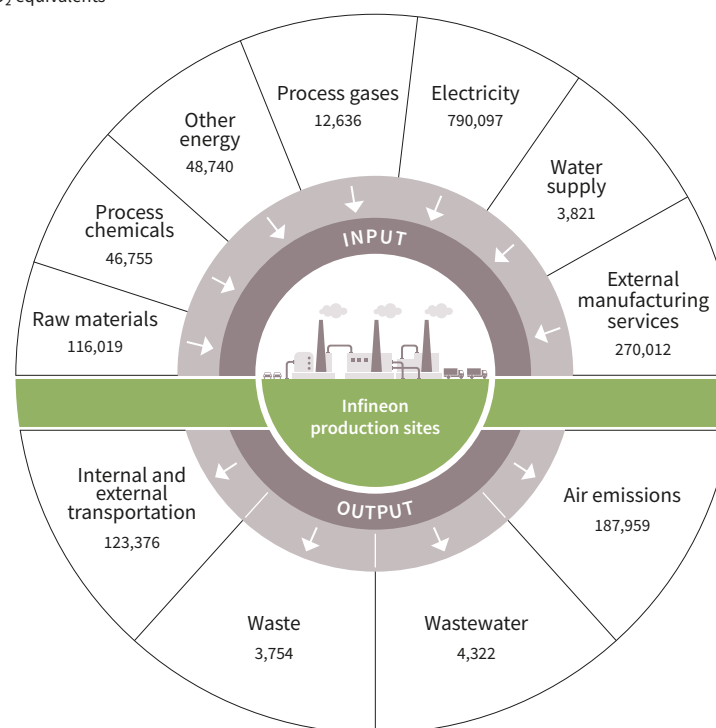 ₂ equivalents
Process gases
12,636
Electricity
790,097
Other
energy
48,740
Water
supply
3,821
Process
chemicals
46,755
External
manufacturing
services
270,012
Raw materials
116,019
INPUT
Infineon
production sites
OUTPUT
Internal and
external
transportation
123,376
Air emissions
187,959
Waste
3,754
Wastewater
4,322